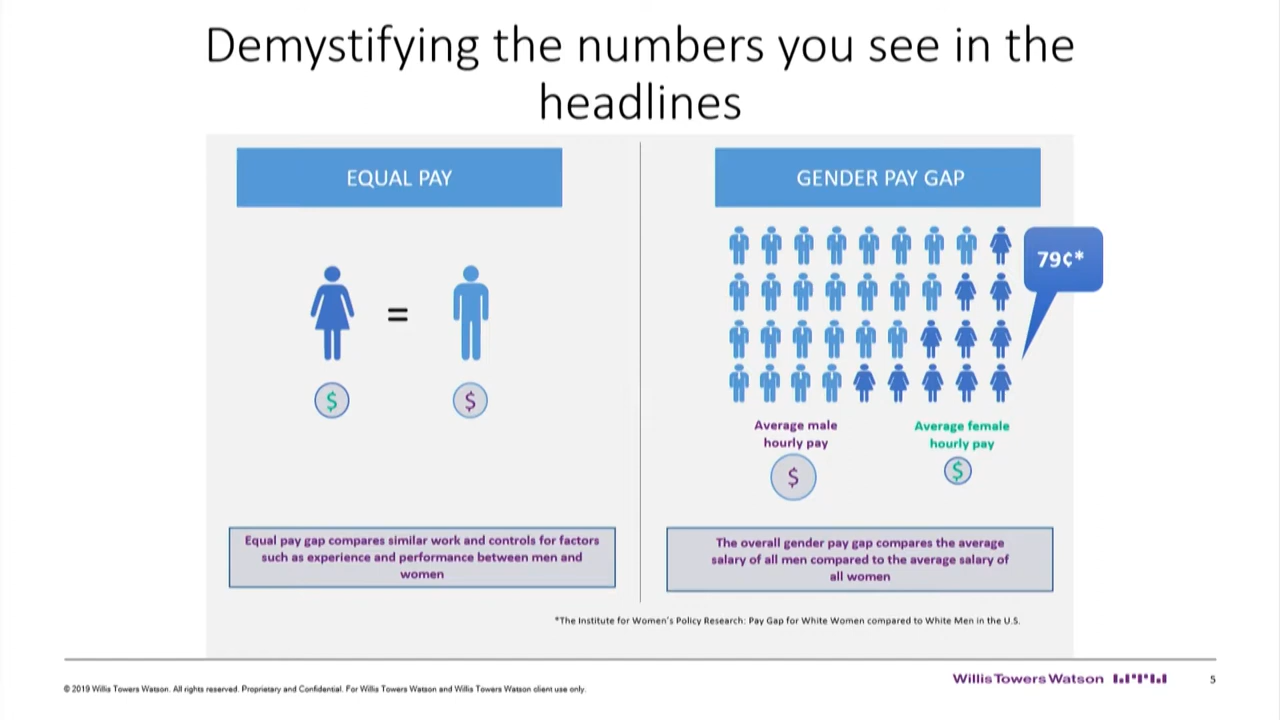 Demystifying the numbers you see in the
headlines
EQUAL PAY
=
$
$
Equal pay gap compares similar work and controls for factors
such as experience and performance between men and
women
GENDER PAY GAP
79¢*
Average male
hourly pay
$
Average female
hourly pay
$
The overall gender pay gap compares the average
salary of all men compared to the average salary of
all women
*The Institute for Women's Policy Research: Pay Gap for White Women compared to White Men in the U.S.
© 2019 Willis Towers Watson. All rights reserved. Proprietary and Confidential. For Willis Towers Watson and Willis Towers Watson client use only.
Willis Towers Watson
5